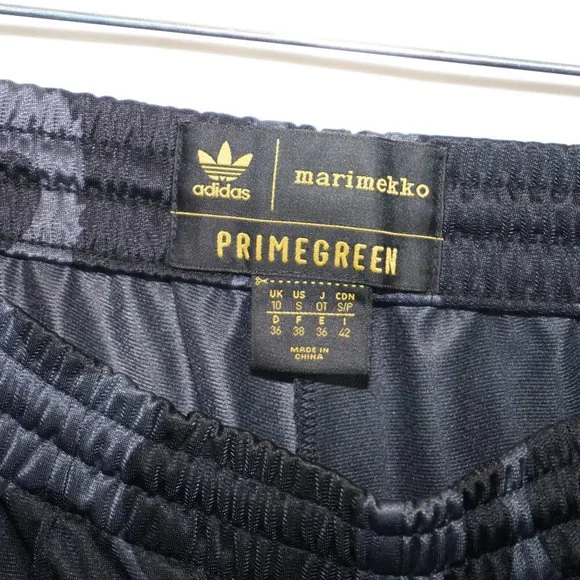 adidas
marimekko
PRIMEGREEN
UK US J CDN
10 S OT S/P
D F E I
36 38 36 42
MADE IN
CHINA